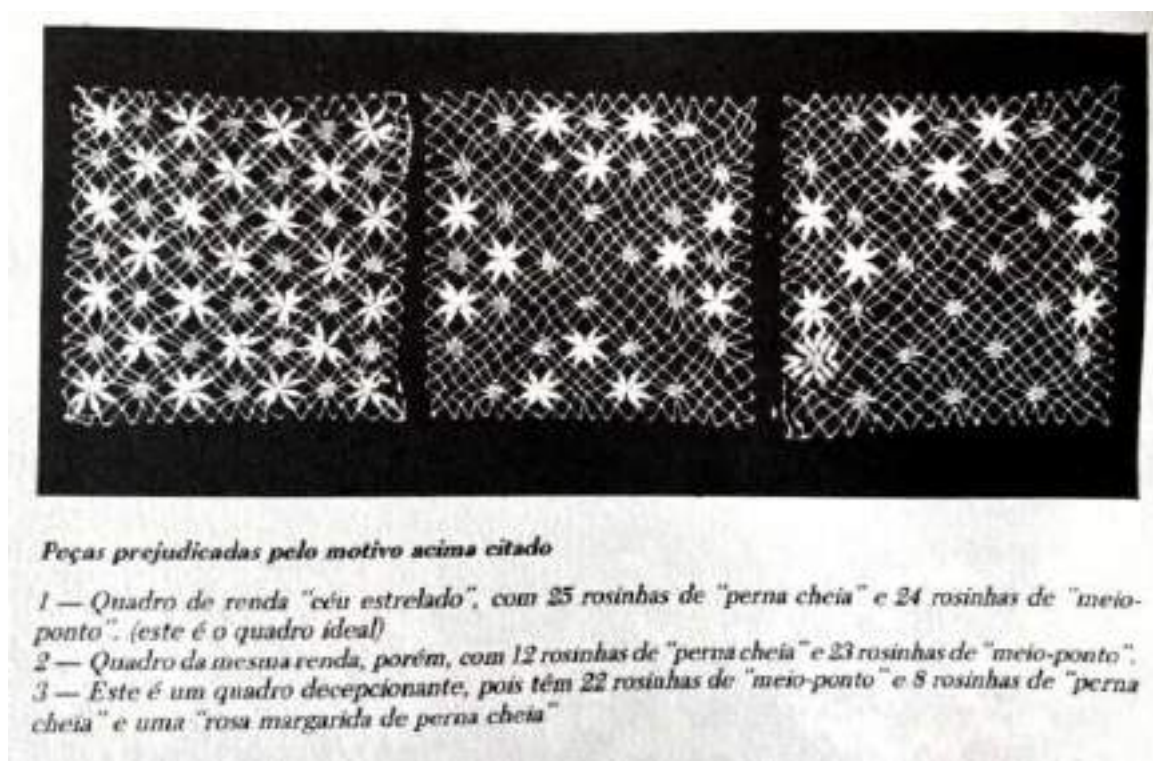 Peças prejudicadas pelo motivo acima citado
1 — Quadro de renda "céu estrelado", com 25 rosinhas de "perna cheia" e 24 rosinhas de "meio-
ponto". (este é o quadro ideal)
2 — Quadro da mesma renda, porém, com 12 rosinhas de "perna cheia" e 23 rosinhas de "meio-ponto".
3 — Este é um quadro decepcionante, pois têm 22 rosinhas de "meio-ponto" e 8 rosinhas de "perna
cheia" e uma "rosa margarida de perna cheia"